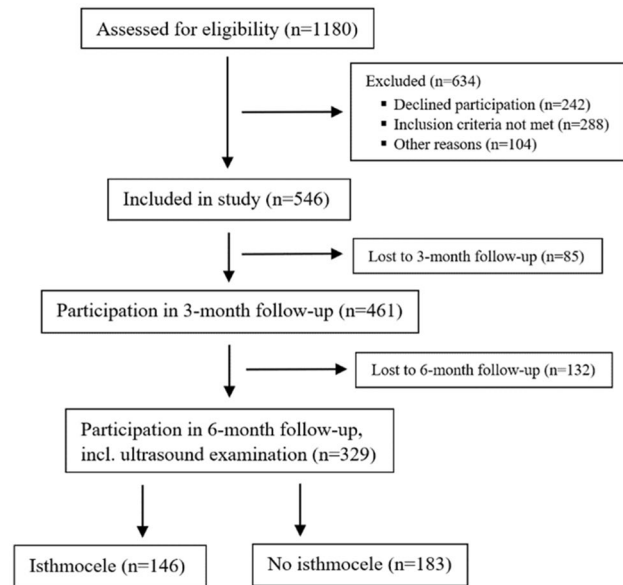 Assessed for eligibility (n=1180)
Excluded (n=634)
▪ Declined participation (n=242)
▪ Inclusion criteria not met (n=288)
▪ Other reasons (n=104)
Included in study (n=546)
Lost to 3-month follow-up (n=85)
Participation in 3-month follow-up (n=461)
Lost to 6-month follow-up (n=132)
Participation in 6-month follow-up,
incl. ultrasound examination (n=329)
Isthmocele (n=146)
No isthmocele (n=183)